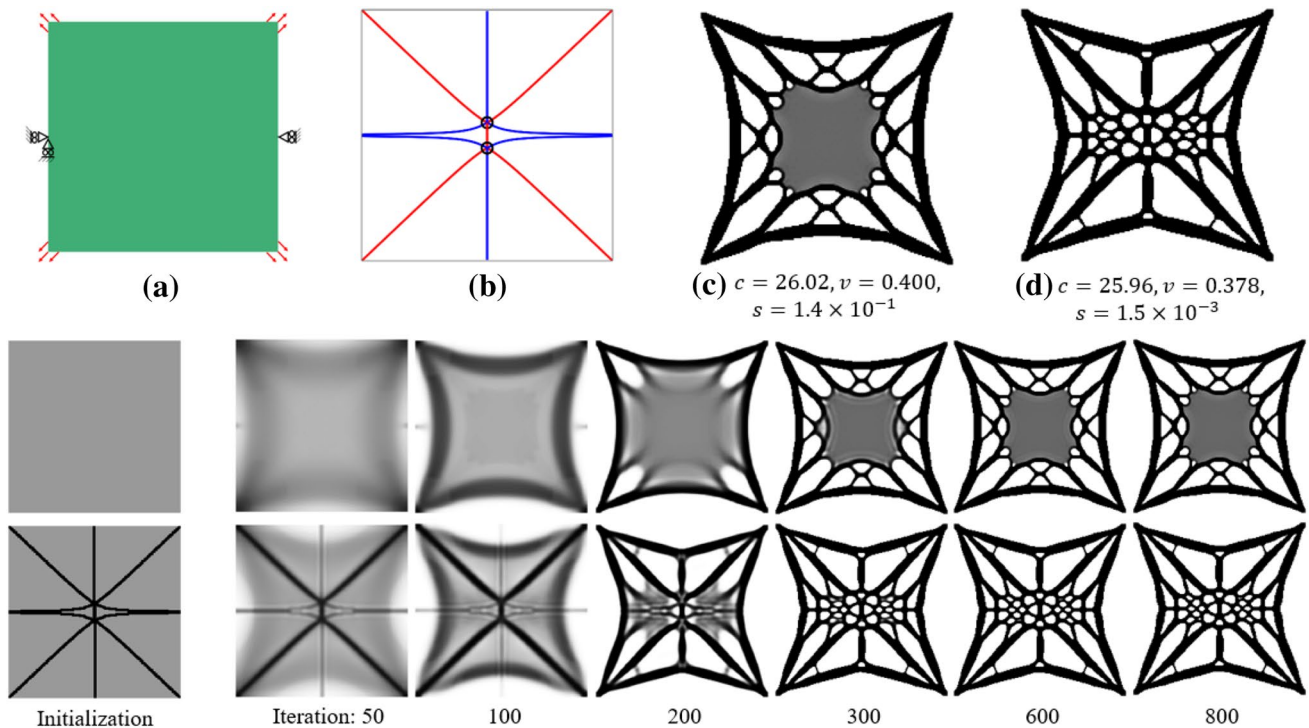 (a)
(b)
(c) c = 26.02, v = 0.400,
s = 1.4 × 10⁻¹
(d) c = 25.96, v = 0.378,
s = 1.5 × 10⁻³
Initialization
Iteration: 50
100
200
300
600
800